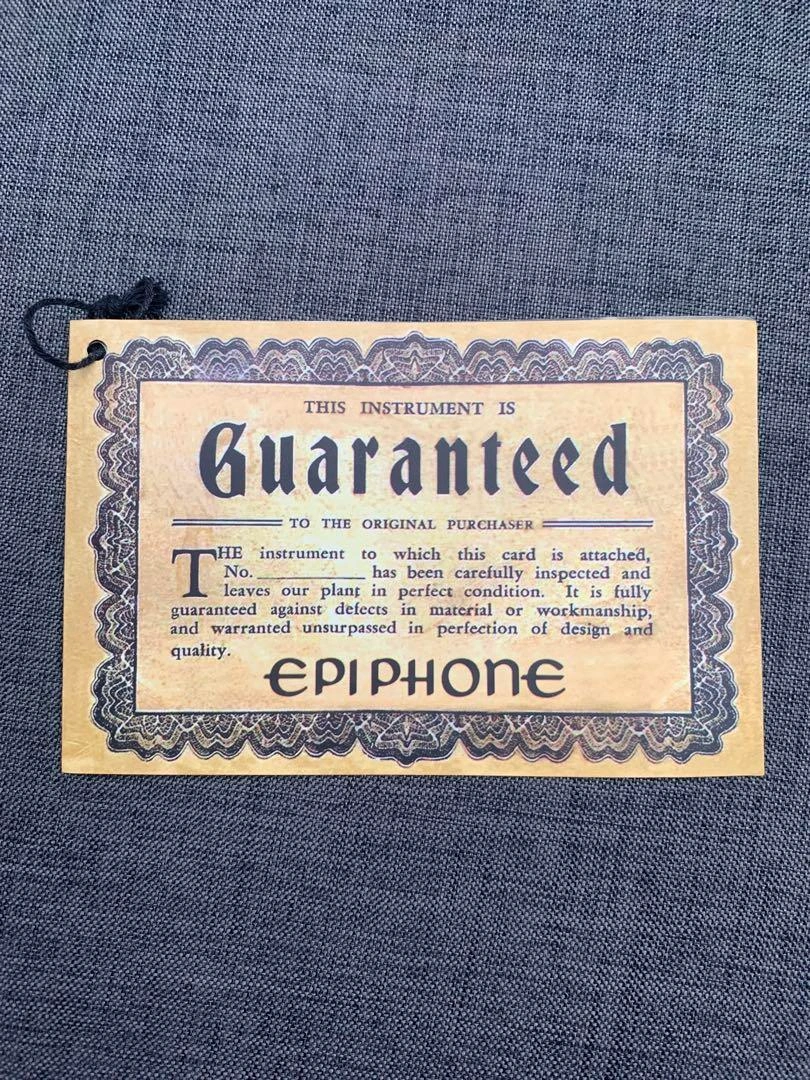 THIS INSTRUMENT IS
Guaranteed
TO THE ORIGINAL PURCHASER
THE instrument to which this card is attached,
No. __________ has been carefully inspected and
leaves our plant in perfect condition. It is fully
guaranteed against defects in material or workmanship,
and warranted unsurpassed in perfection of design and
quality.
EPIPHONE